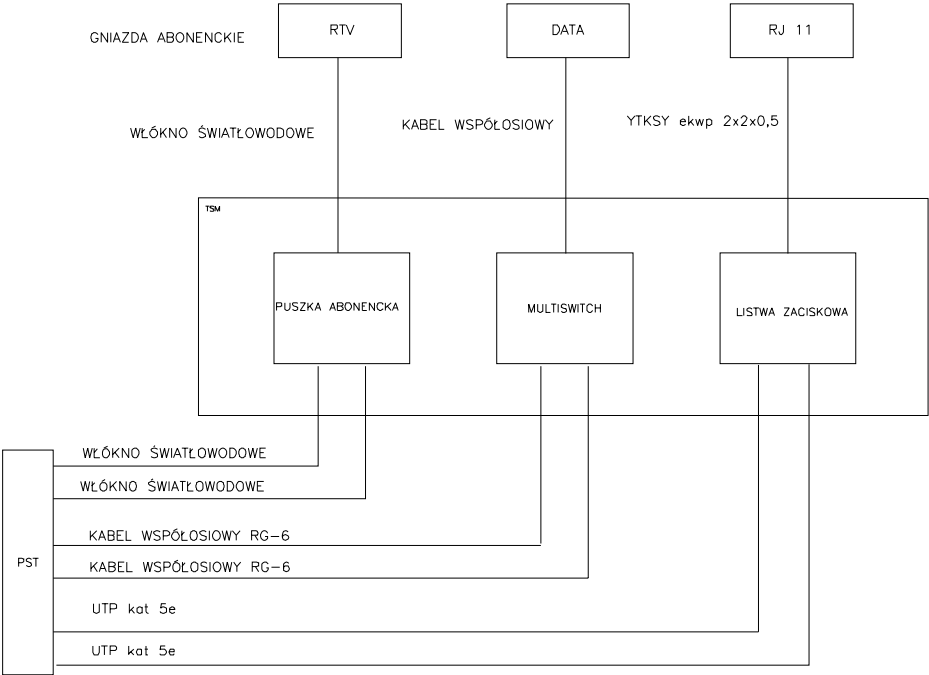 GNIAZDA ABONENCKIE
RTV
DATA
RJ 11
WŁÓKNO ŚWIATŁOWODOWE
KABEL WSPÓŁOSIOWY
YTKSY ekwp 2x2x0,5
TSM
PUSZKA ABONENCKA
MULTISWITCH
LISTWA ZACISKOWA
PST
WŁÓKNO ŚWIATŁOWODOWE
WŁÓKNO ŚWIATŁOWODOWE
KABEL WSPÓŁOSIOWY RG-6
KABEL WSPÓŁOSIOWY RG-6
UTP kat 5e
UTP kat 5e